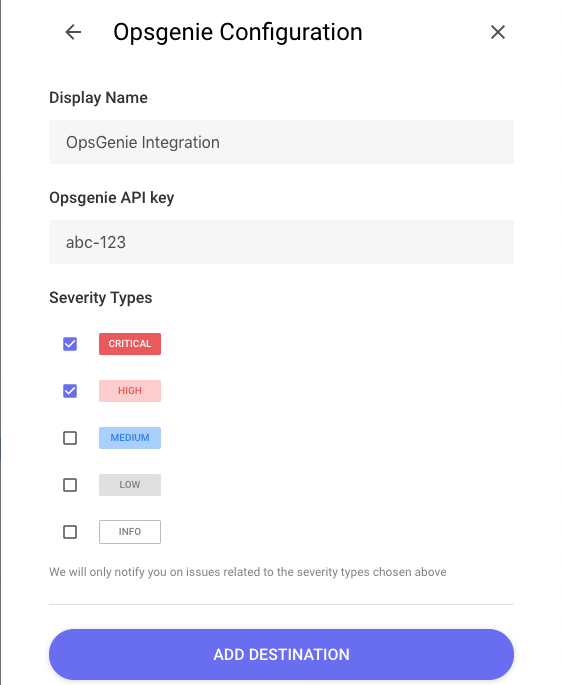 Opsgenie Configuration
Display Name
OpsGenie Integration
Opsgenie API key
abc-123
Severity Types
CRITICAL
HIGH
MEDIUM
LOW
INFO
We will only notify you on issues related to the severity types chosen above
ADD DESTINATION